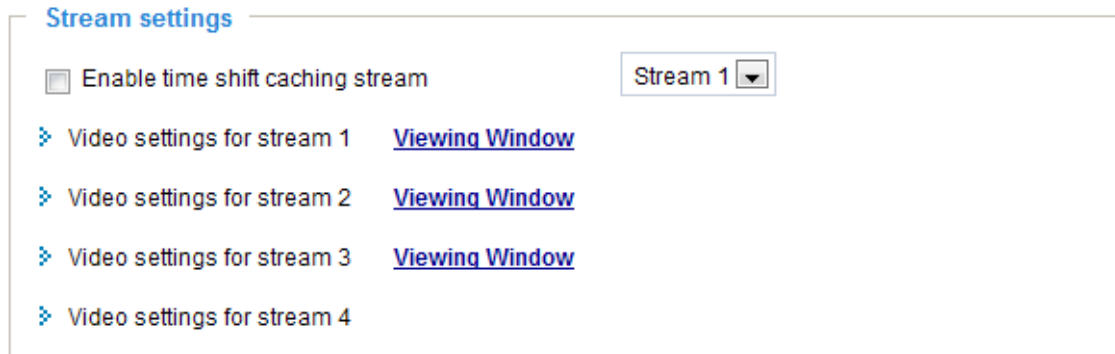 Stream settings
Enable time shift caching stream Stream 1
Video settings for stream 1 Viewing Window
Video settings for stream 2 Viewing Window
Video settings for stream 3 Viewing Window
Video settings for stream 4